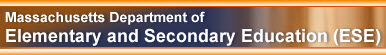 Massachusetts Department of
Elementary and Secondary Education (ESE)